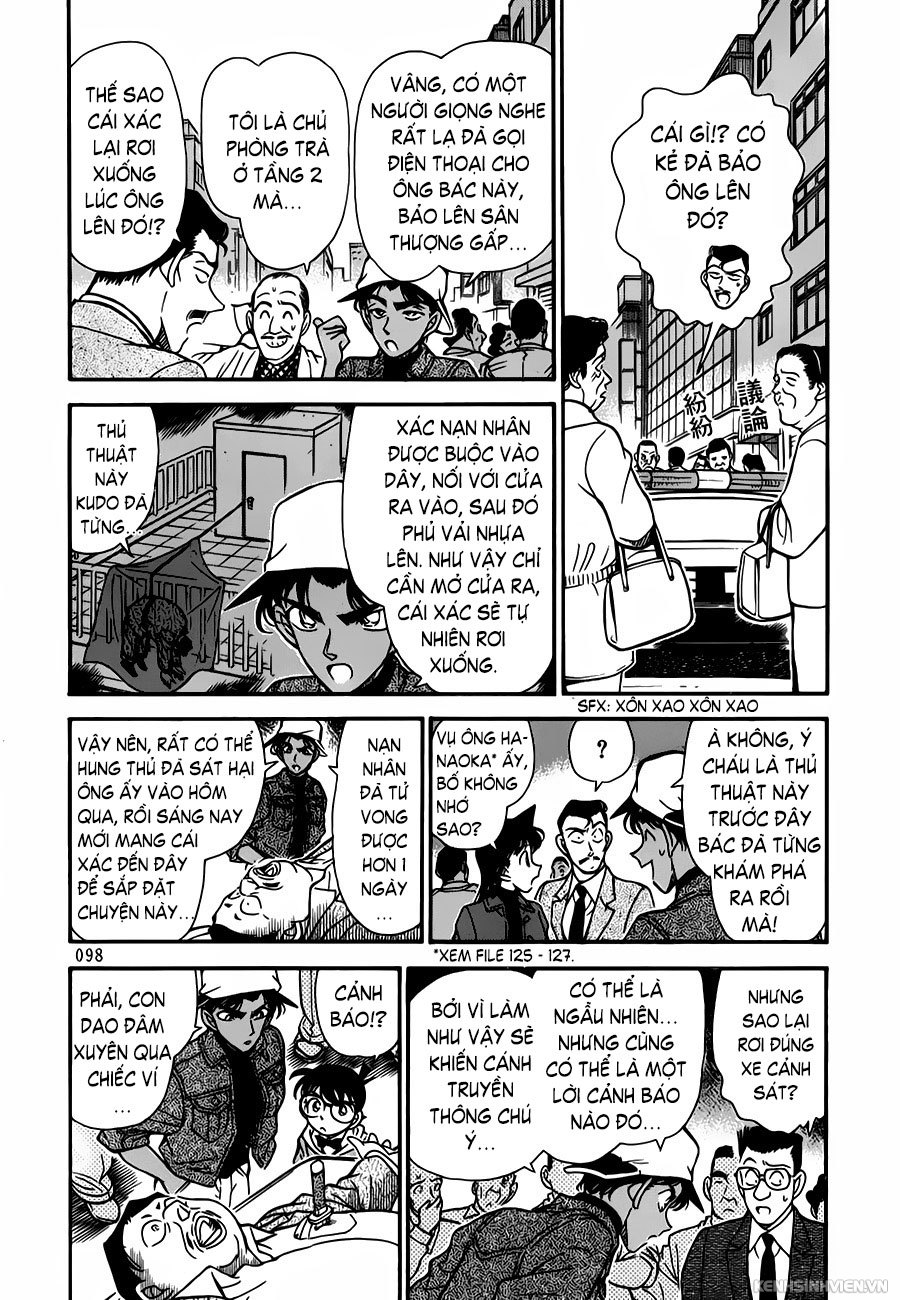 CÁI GÌ!? CÓ
KẺ ĐÃ BẢO
ÔNG LÊN
ĐÓ?
議論
紛紛
SFX: XÔN XAO XÔN XAO
VÂNG, CÓ MỘT
NGƯỜI GIỌNG NGHE
RẤT LẠ ĐÃ GỌI
ĐIỆN THOẠI CHO
ÔNG BÁC NÀY,
BẢO LÊN SÂN
THƯỢNG GẤP...
TÔI LÀ CHỦ
PHÒNG TRÀ
Ở TẦNG 2
MÀ...
THẾ SAO
CÁI XÁC
LẠI RƠI
XUỐNG
LÚC ÔNG
LÊN ĐÓ!?
XÁC NẠN NHÂN
ĐƯỢC BUỘC VÀO
DÂY, NỐI VỚI CỬA
RA VÀO, SAU ĐÓ
PHỦ VẢI NHỰA
LÊN. NHƯ VẬY CHỈ
CẦN MỞ CỬA RA,
CÁI XÁC SẼ TỰ
NHIÊN RƠI
XUỐNG.
THỦ
THUẬT
NÀY
KUDO ĐÃ
TỪNG...
À KHÔNG, Ý
CHÁU LÀ THỦ
THUẬT NÀY
TRƯỚC ĐÂY
BÁC ĐÃ TỪNG
KHÁM PHÁ
RA RỒI
MÀ!
?
VỤ ÔNG HA-
NAOKA* ẤY,
BỐ KHÔNG
NHỚ
SAO?
*XEM FILE 125 - 127.
NẠN
NHÂN
ĐÃ TỬ
VONG
ĐƯỢC
HƠN 1
NGÀY ...
VẬY NÊN, RẤT CÓ THỂ
HUNG THỦ ĐÃ SÁT HẠI
ÔNG ẤY VÀO HÔM
QUA, RỒI SÁNG NAY
MỚI MANG CÁI
XÁC ĐẾN ĐÂY
ĐỂ SẮP ĐẶT
CHUYỆN NÀY...
098
NHƯNG
SAO LẠI
RƠI ĐÚNG
XE CẢNH
SÁT?
CÓ THỂ LÀ
NGẪU NHIÊN...
NHƯNG CŨNG
CÓ THỂ LÀ MỘT
LỜI CẢNH BÁO
NÀO ĐÓ...
BỞI VÌ LÀM
NHƯ VẬY SẼ
KHIẾN CÁNH
TRUYỀN
THÔNG CHÚ
Ý...
CẢNH
BÁO!?
PHẢI, CON
DAO ĐÂM
XUYÊN QUA
CHIẾC VÍ
...
KENHSINHVIEN.VN